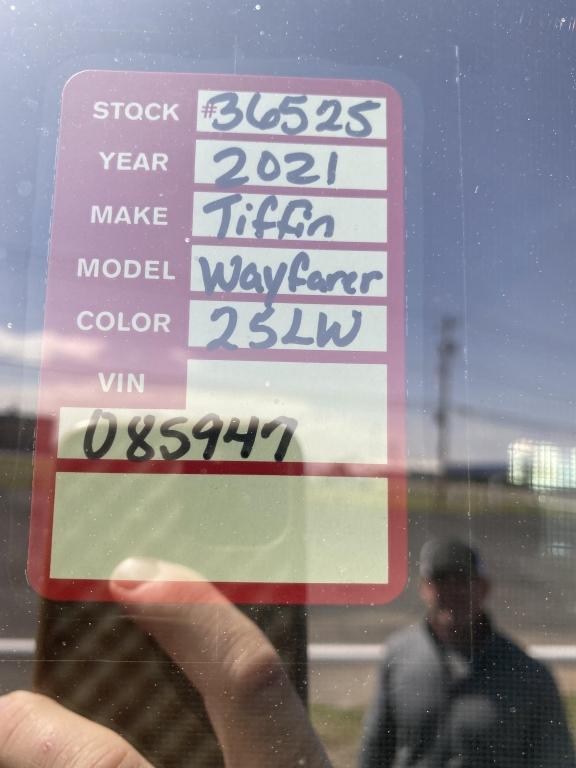 STOCK #36525
YEAR 2021
MAKE Tiffin
MODEL Wayfarer
COLOR 25LW
VIN
085947